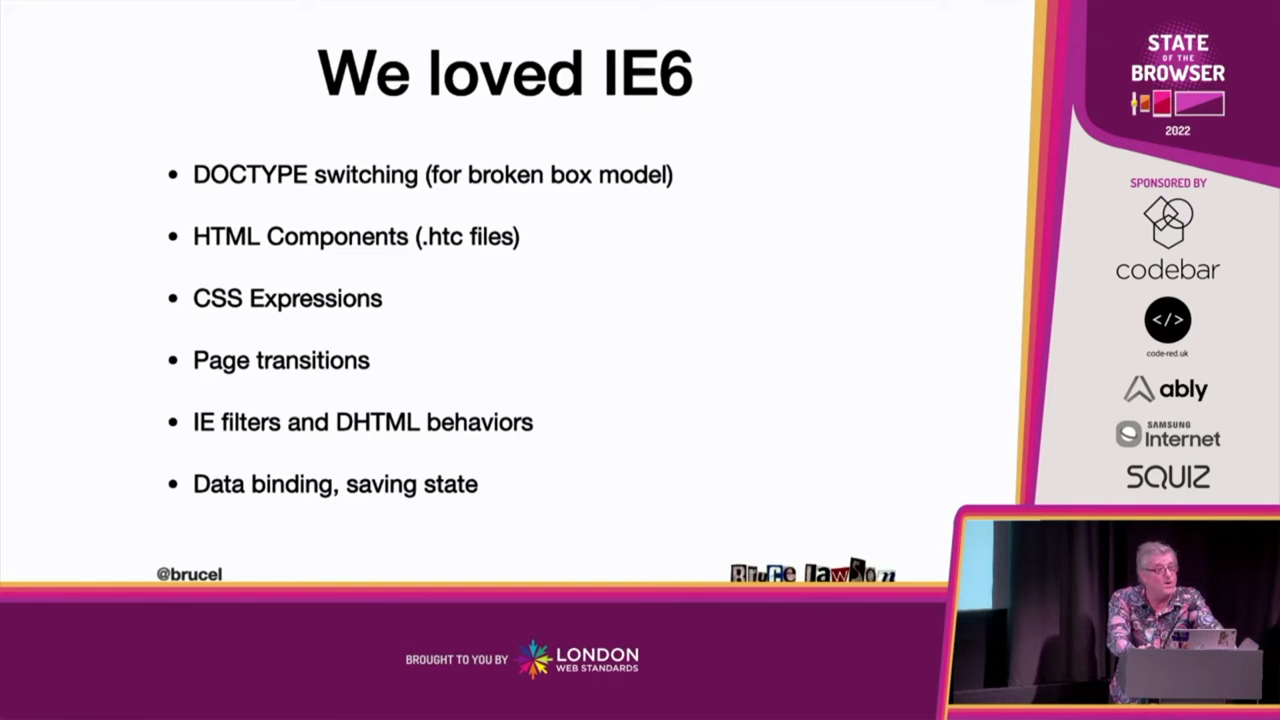 We loved IE6
• DOCTYPE switching (for broken box model)
• HTML Components (.htc files)
• CSS Expressions
• Page transitions
• IE filters and DHTML behaviors
• Data binding, saving state
@brucel
Bruce Lawson
BROUGHT TO YOU BY
LONDON
WEB STANDARDS
STATE
OF THE
BROWSER
2022
SPONSORED BY
codebar
</>
code-red.uk
ably
SAMSUNG
Internet
SQUIZ